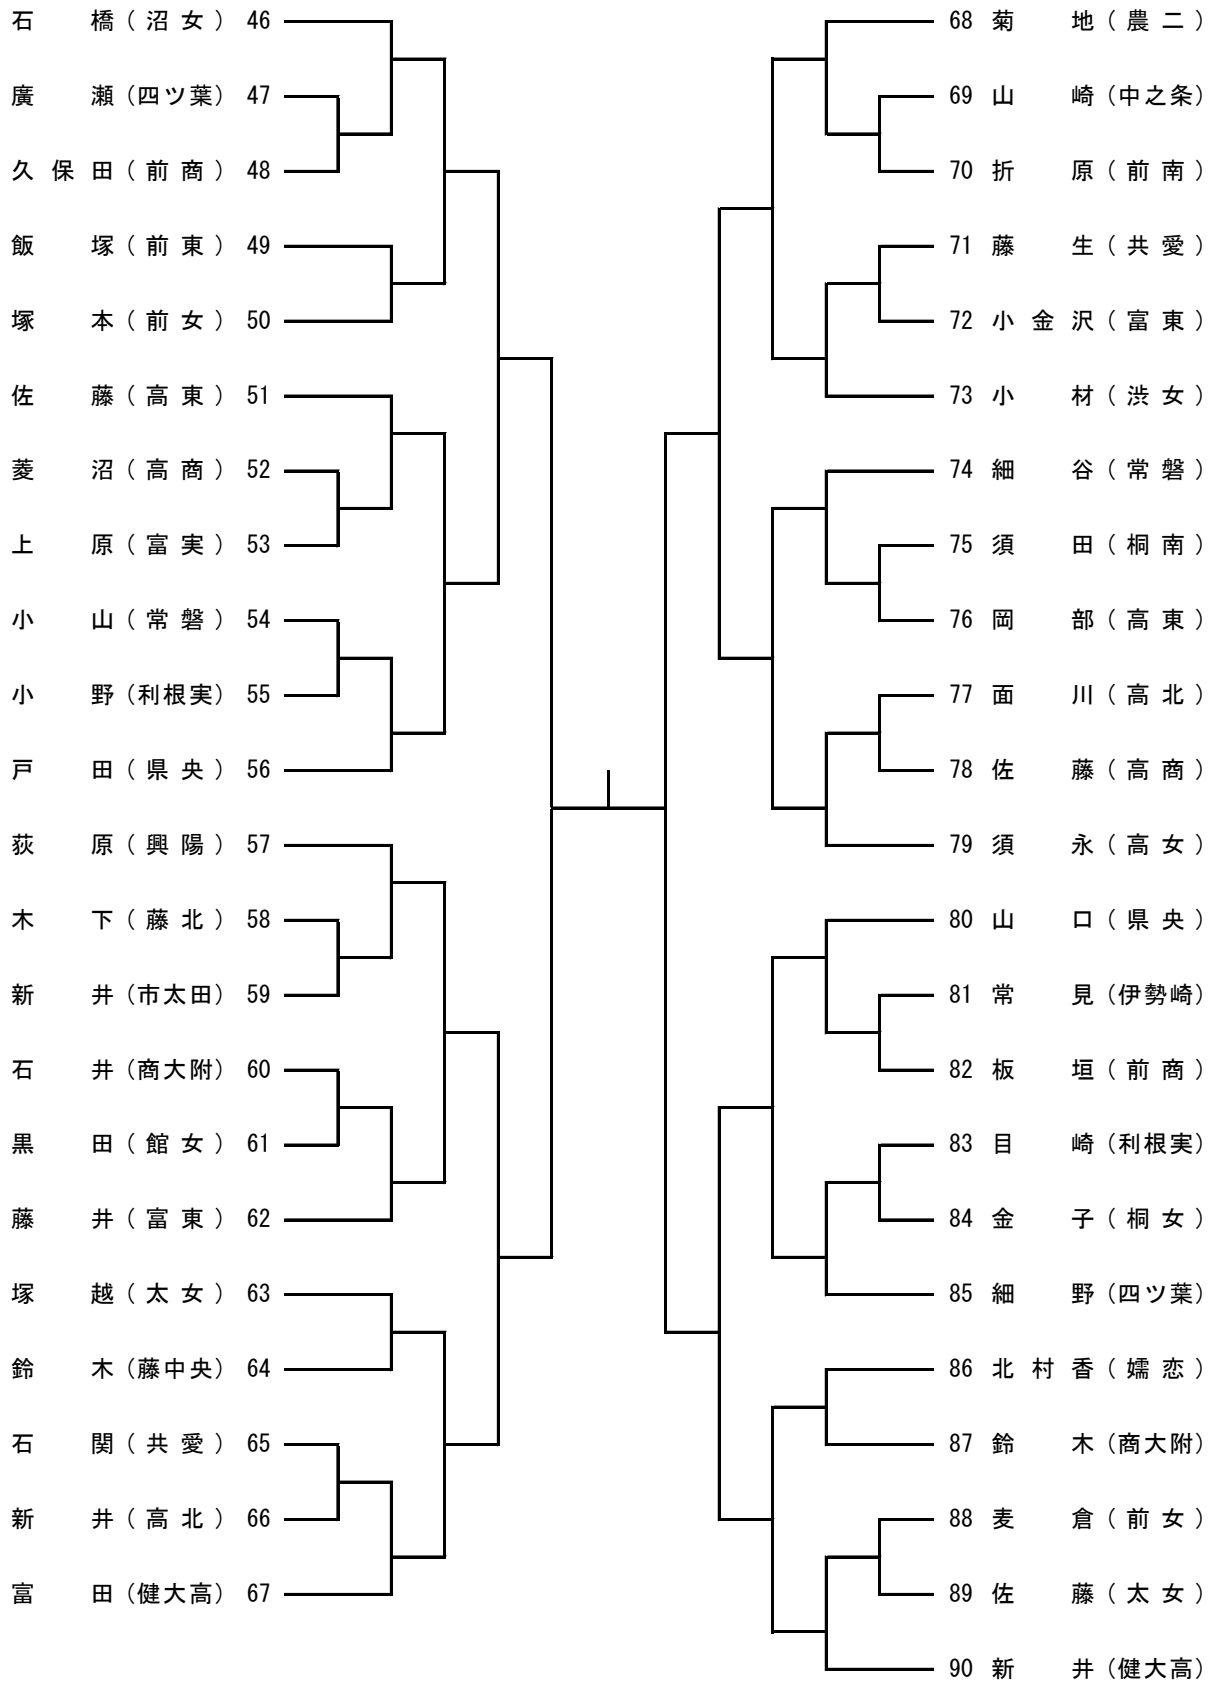 石橋（沼女） 46
廣瀬（四ツ葉） 47
久保田（前商） 48
飯塚（前東） 49
塚本（前女） 50
佐藤（高東） 51
菱沼（高商） 52
上原（富実） 53
小山（常磐） 54
小野（利根実） 55
戸田（県央） 56
荻原（興陽） 57
木下（藤北） 58
新井（市太田） 59
石井（商大附） 60
黒田（館女） 61
藤井（富東） 62
塚越（太女） 63
鈴木（藤中央） 64
石関（共愛） 65
新井（高北） 66
富田（健大高） 67
68 菊地（農二）
69 山崎（中之条）
70 折原（前南）
71 藤生（共愛）
72 小金沢（富東）
73 小材（渋女）
74 細谷（常磐）
75 須田（桐南）
76 岡部（高東）
77 面川（高北）
78 佐藤（高商）
79 須永（高女）
80 山口（県央）
81 常見（伊勢崎）
82 板垣（前商）
83 目崎（利根実）
84 金子（桐女）
85 細野（四ツ葉）
86 北村香（嬬恋）
87 鈴木（商大附）
88 麦倉（前女）
89 佐藤（太女）
90 新井（健大高）